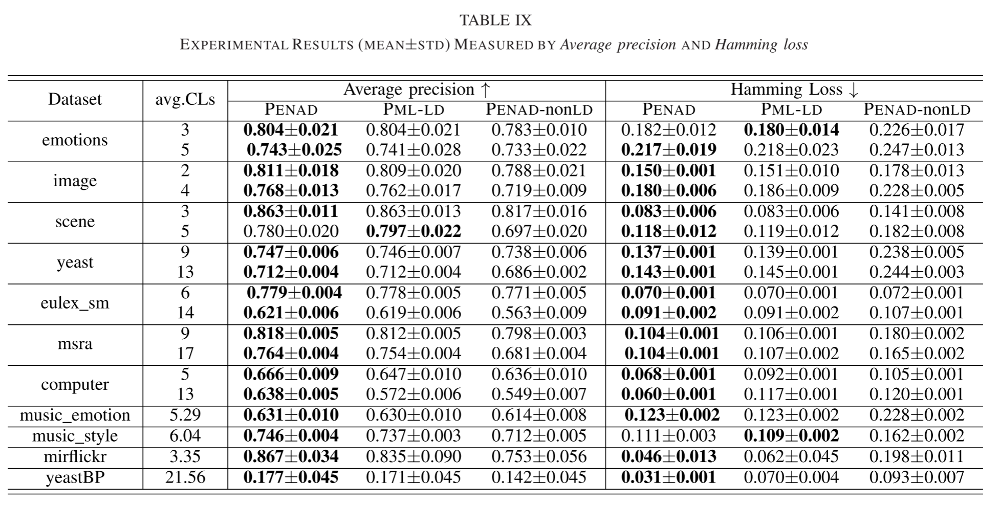 TABLE IX
EXPERIMENTAL RESULTS (MEAN±STD) MEASURED BY Average precision AND Hamming loss
Dataset avg.CLs Average precision ↑ Hamming Loss ↓
PENAD PML-LD PENAD-nonLD PENAD PML-LD PENAD-nonLD
emotions 3 0.804±0.021 0.804±0.021 0.783±0.010 0.182±0.012 0.180±0.014 0.226±0.017
5 0.743±0.025 0.741±0.028 0.733±0.022 0.217±0.019 0.218±0.023 0.247±0.013
image 2 0.811±0.018 0.809±0.020 0.788±0.021 0.150±0.001 0.151±0.010 0.178±0.013
4 0.768±0.013 0.762±0.017 0.719±0.009 0.180±0.006 0.186±0.009 0.228±0.005
scene 3 0.863±0.011 0.863±0.013 0.817±0.016 0.083±0.006 0.083±0.006 0.141±0.008
5 0.780±0.020 0.797±0.022 0.697±0.020 0.118±0.012 0.119±0.012 0.182±0.008
yeast 9 0.747±0.006 0.746±0.007 0.738±0.006 0.137±0.001 0.139±0.001 0.238±0.005
13 0.712±0.004 0.712±0.004 0.686±0.002 0.143±0.001 0.145±0.001 0.244±0.003
eulex_sm 6 0.779±0.004 0.778±0.005 0.771±0.005 0.070±0.001 0.070±0.001 0.072±0.001
14 0.621±0.006 0.619±0.006 0.563±0.009 0.091±0.002 0.091±0.002 0.107±0.001
msra 9 0.818±0.005 0.812±0.005 0.798±0.003 0.104±0.001 0.106±0.001 0.180±0.002
17 0.764±0.004 0.754±0.004 0.681±0.004 0.104±0.001 0.107±0.002 0.165±0.002
computer 5 0.666±0.009 0.647±0.010 0.636±0.010 0.068±0.001 0.092±0.001 0.105±0.001
13 0.638±0.005 0.572±0.006 0.549±0.007 0.060±0.001 0.117±0.001 0.120±0.001
music_emotion 5.29 0.631±0.010 0.630±0.010 0.614±0.008 0.123±0.002 0.123±0.002 0.228±0.002
music_style 6.04 0.746±0.004 0.737±0.003 0.712±0.005 0.111±0.003 0.109±0.002 0.162±0.002
mirflickr 3.35 0.867±0.034 0.835±0.090 0.753±0.056 0.046±0.013 0.062±0.045 0.198±0.011
yeastBP 21.56 0.177±0.045 0.171±0.045 0.142±0.045 0.031±0.001 0.070±0.004 0.093±0.007